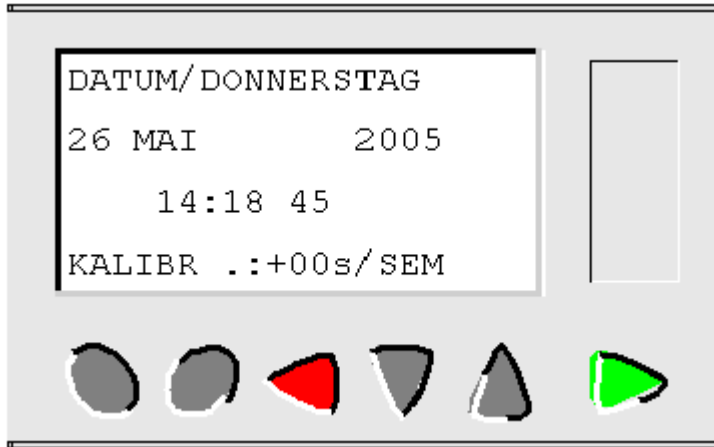 DATUM/DONNERSTAG
26 MAI 2005
14:18 45
KALIBR .:+00s/SEM